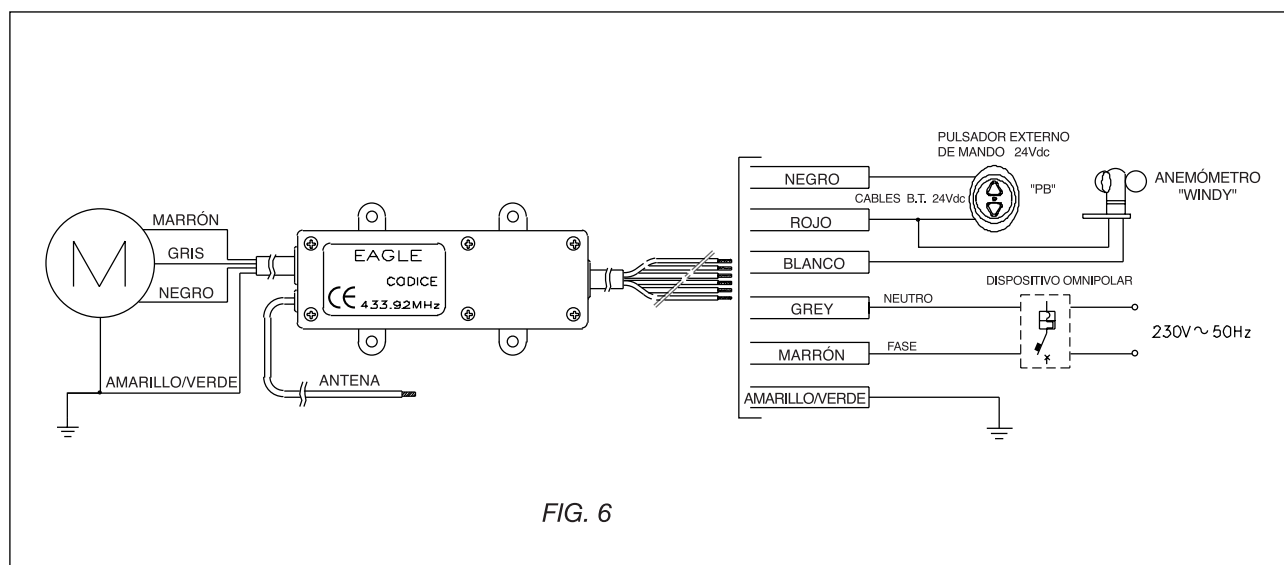 PULSADOR EXTERNO
DE MANDO 24Vdc
NEGRO
"PB"
ANEMÓMETRO
"WINDY"
CABLES B.T. 24Vdc
ROJO
MARRÓN
M
GRIS
NEGRO
EAGLE
CODICE
CE 433.92MHz
BLANCO
DISPOSITIVO OMNIPOLAR
GREY
NEUTRO
230V ~ 50Hz
MARRÓN
FASE
AMARILLO/VERDE
ANTENA
AMARILLO/VERDE
FIG. 6